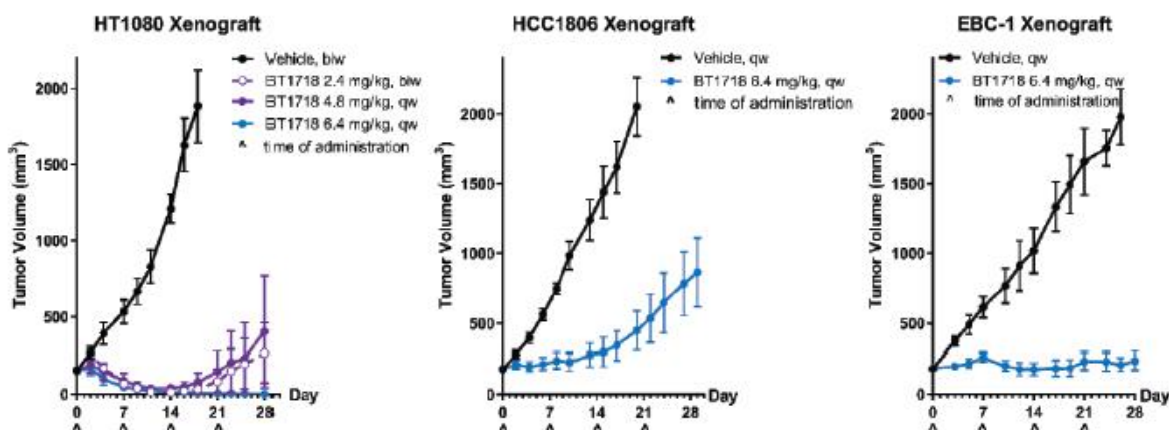 HT1080 Xenograft
Vehicle, biw
BT1718 2.4 mg/kg, biw
BT1718 4.8 mg/kg, qw
BT1718 6.4 mg/kg, qw
^ time of administration
Tumor Volume (mm³)
2000
1500
1000
500
0
0 7 14 21 28
Day
^ ^ ^ ^
HCC1806 Xenograft
Vehicle, qw
BT1718 6.4 mg/kg, qw
^ time of administration
Tumor Volume (mm³)
2000
1500
1000
500
0
0 7 14 21 28
Day
^ ^ ^ ^
EBC-1 Xenograft
Vehicle, qw
BT1718 6.4 mg/kg, qw
^ time of administration
Tumor Volume (mm³)
2000
1500
1000
500
0
0 7 14 21 28
Day
^ ^ ^ ^